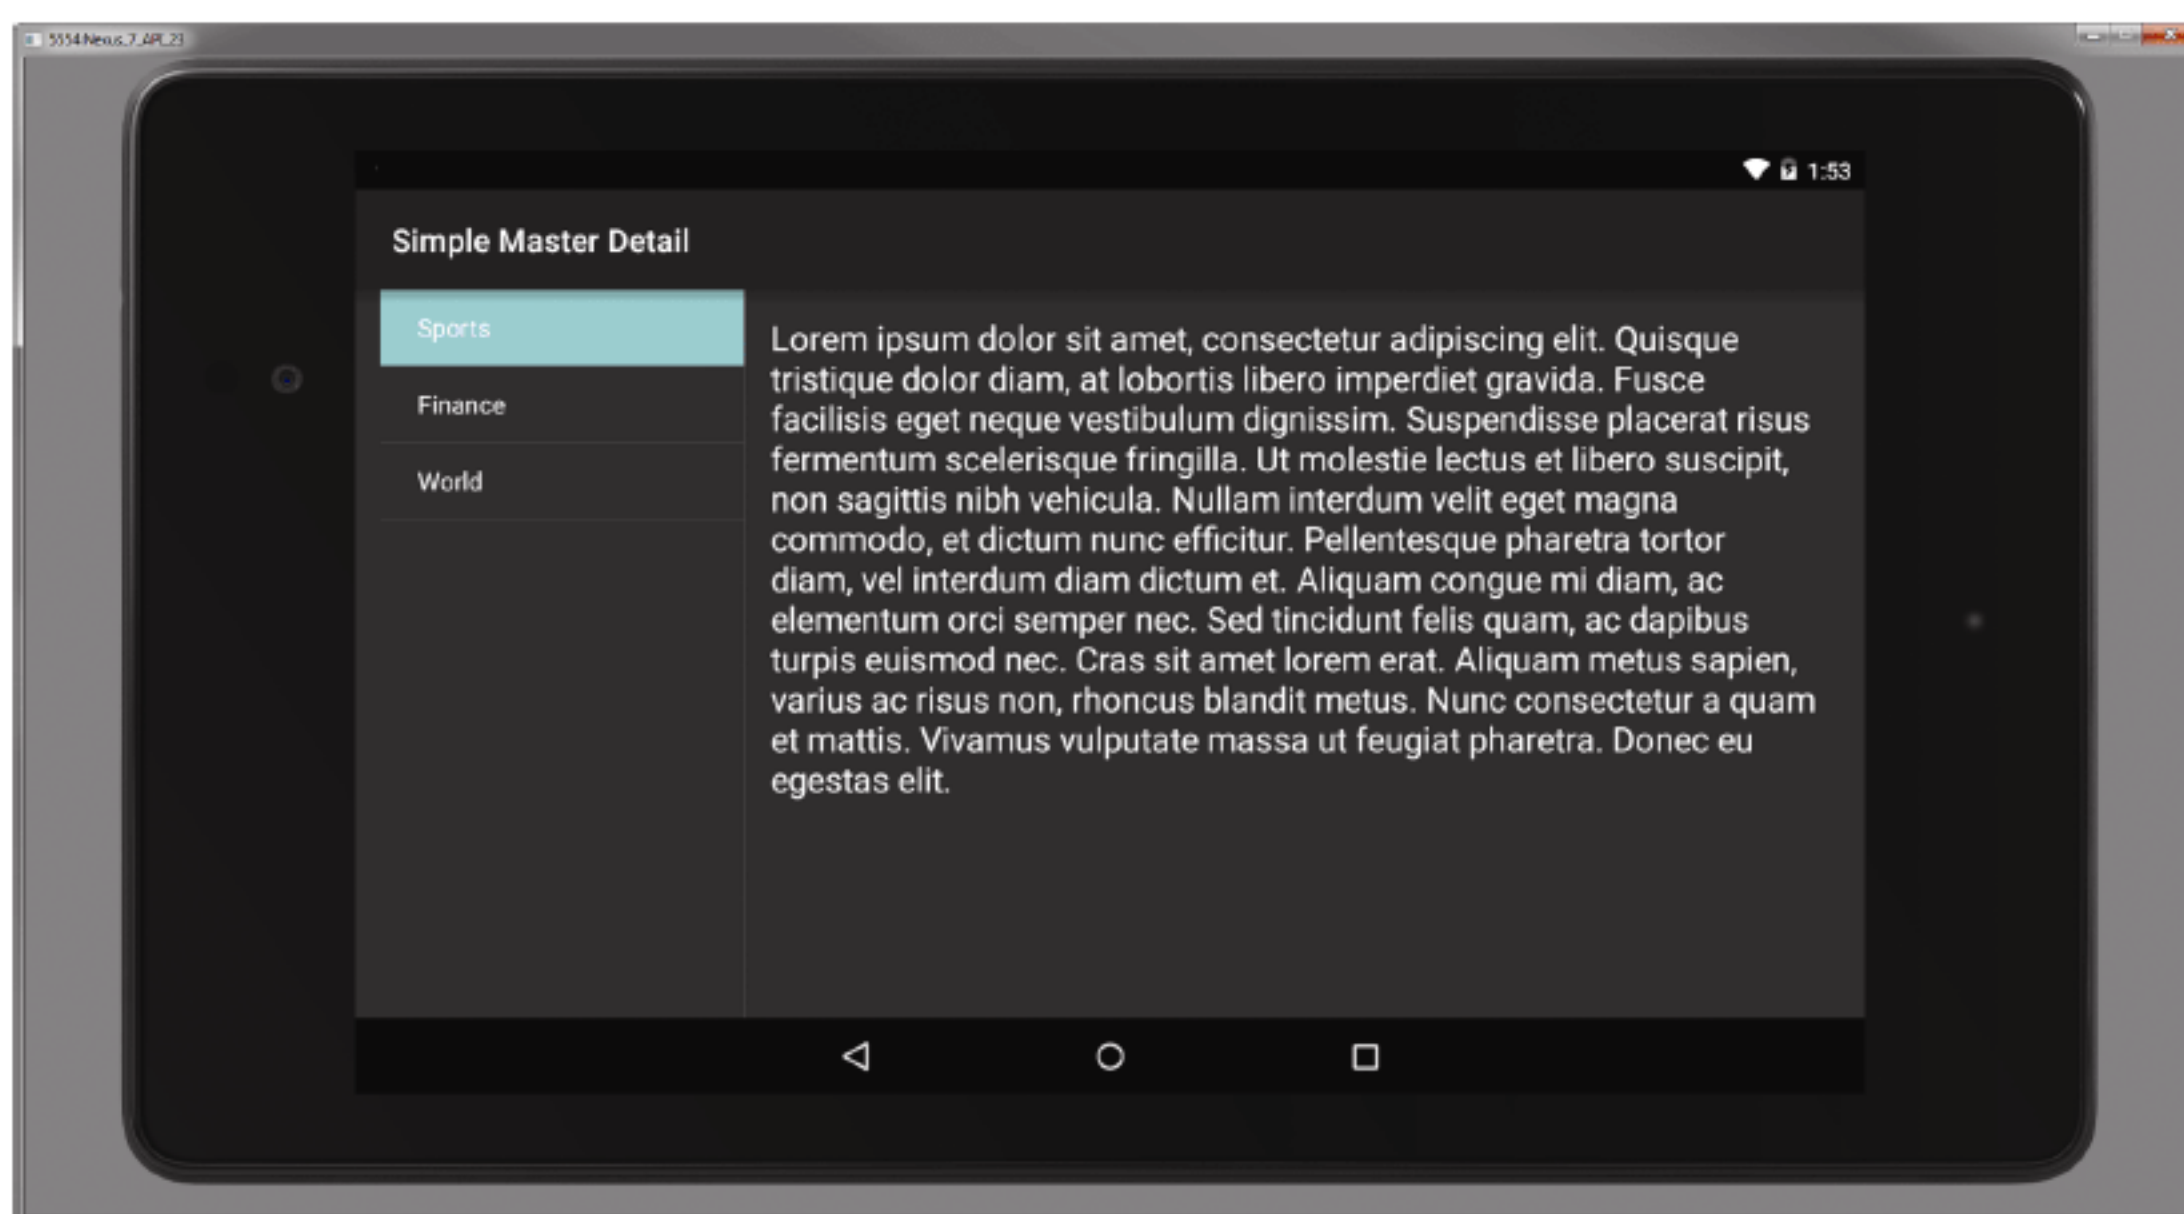 5554:Nexus_7_API_23
1:53
Simple Master Detail
Sports
Finance
World
Lorem ipsum dolor sit amet, consectetur adipiscing elit. Quisque
tristique dolor diam, at lobortis libero imperdiet gravida. Fusce
facilisis eget neque vestibulum dignissim. Suspendisse placerat risus
fermentum scelerisque fringilla. Ut molestie lectus et libero suscipit,
non sagittis nibh vehicula. Nullam interdum velit eget magna
commodo, et dictum nunc efficitur. Pellentesque pharetra tortor
diam, vel interdum diam dictum et. Aliquam congue mi diam, ac
elementum orci semper nec. Sed tincidunt felis quam, ac dapibus
turpis euismod nec. Cras sit amet lorem erat. Aliquam metus sapien,
varius ac risus non, rhoncus blandit metus. Nunc consectetur a quam
et mattis. Vivamus vulputate massa ut feugiat pharetra. Donec eu
egestas elit.